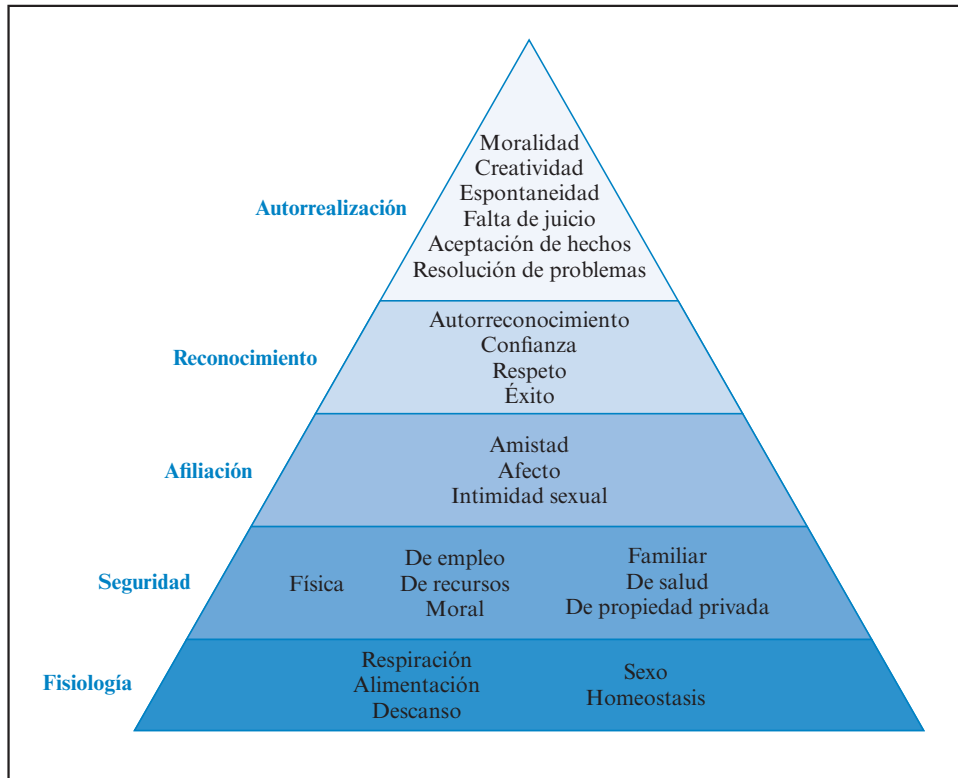 Autorrealización
Moralidad
Creatividad
Espontaneidad
Falta de juicio
Aceptación de hechos
Resolución de problemas
Reconocimiento
Autorreconocimiento
Confianza
Respeto
Éxito
Afiliación
Amistad
Afecto
Intimidad sexual
Seguridad
Física
De empleo
De recursos
Moral
Familiar
De salud
De propiedad privada
Fisiología
Respiración
Alimentación
Descanso
Sexo
Homeostasis